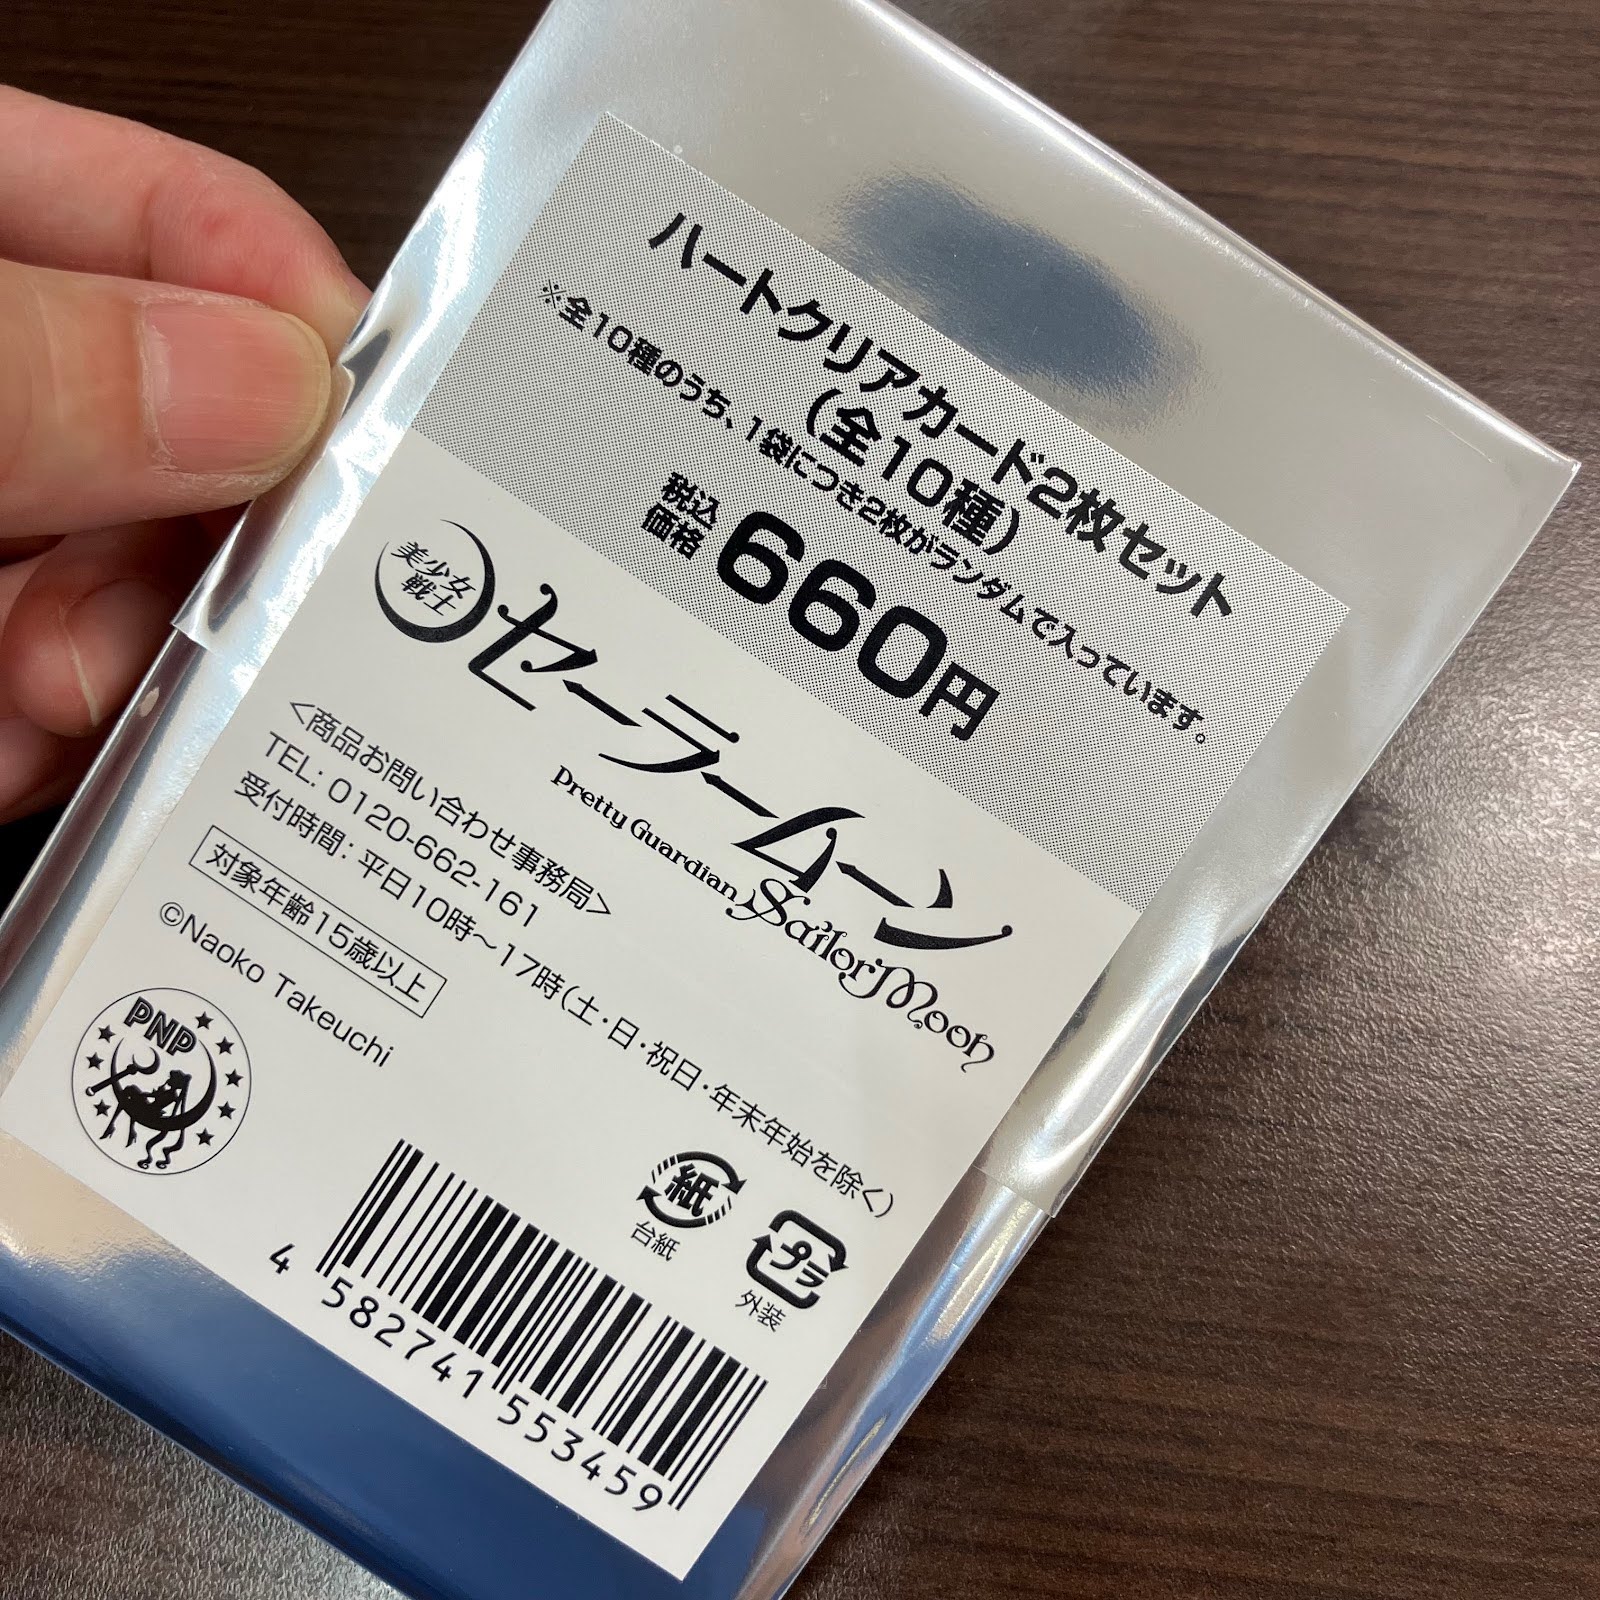 ハートクリアカード2枚セット
(全10種)
※全10種のうち、1袋につき2枚がランダムで入っています。
税込
価格
660円
美少女
戦士
セーラームーン
Pretty Guardian Sailor Moon
<商品お問い合わせ事務局>
TEL: 0120-662-161
受付時間: 平日10時~17時(土・日・祝日・年末年始を除く)
対象年齢15歳以上
©Naoko Takeuchi
PNP
紙
台紙
プラ
外装
4 582741 553459